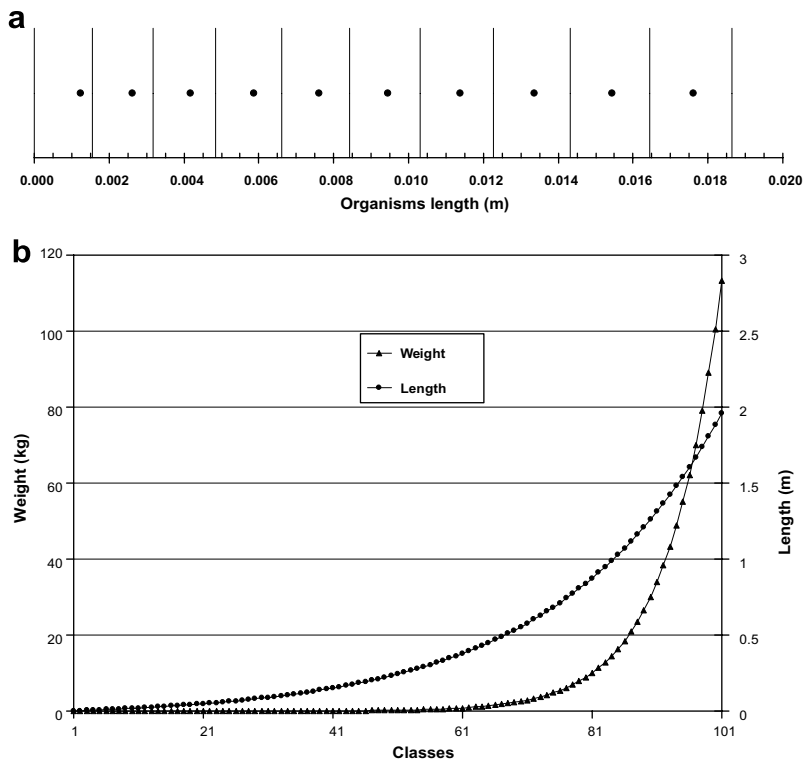 a
0.000 0.002 0.004 0.006 0.008 0.010 0.012 0.014 0.016 0.018 0.020
Organisms length (m)
b
120 3
100 2.5
Weight
Length
80 2
60 1.5
40 1
20 0.5
0 0
Weight (kg)
Length (m)
1 21 41 61 81 101
Classes